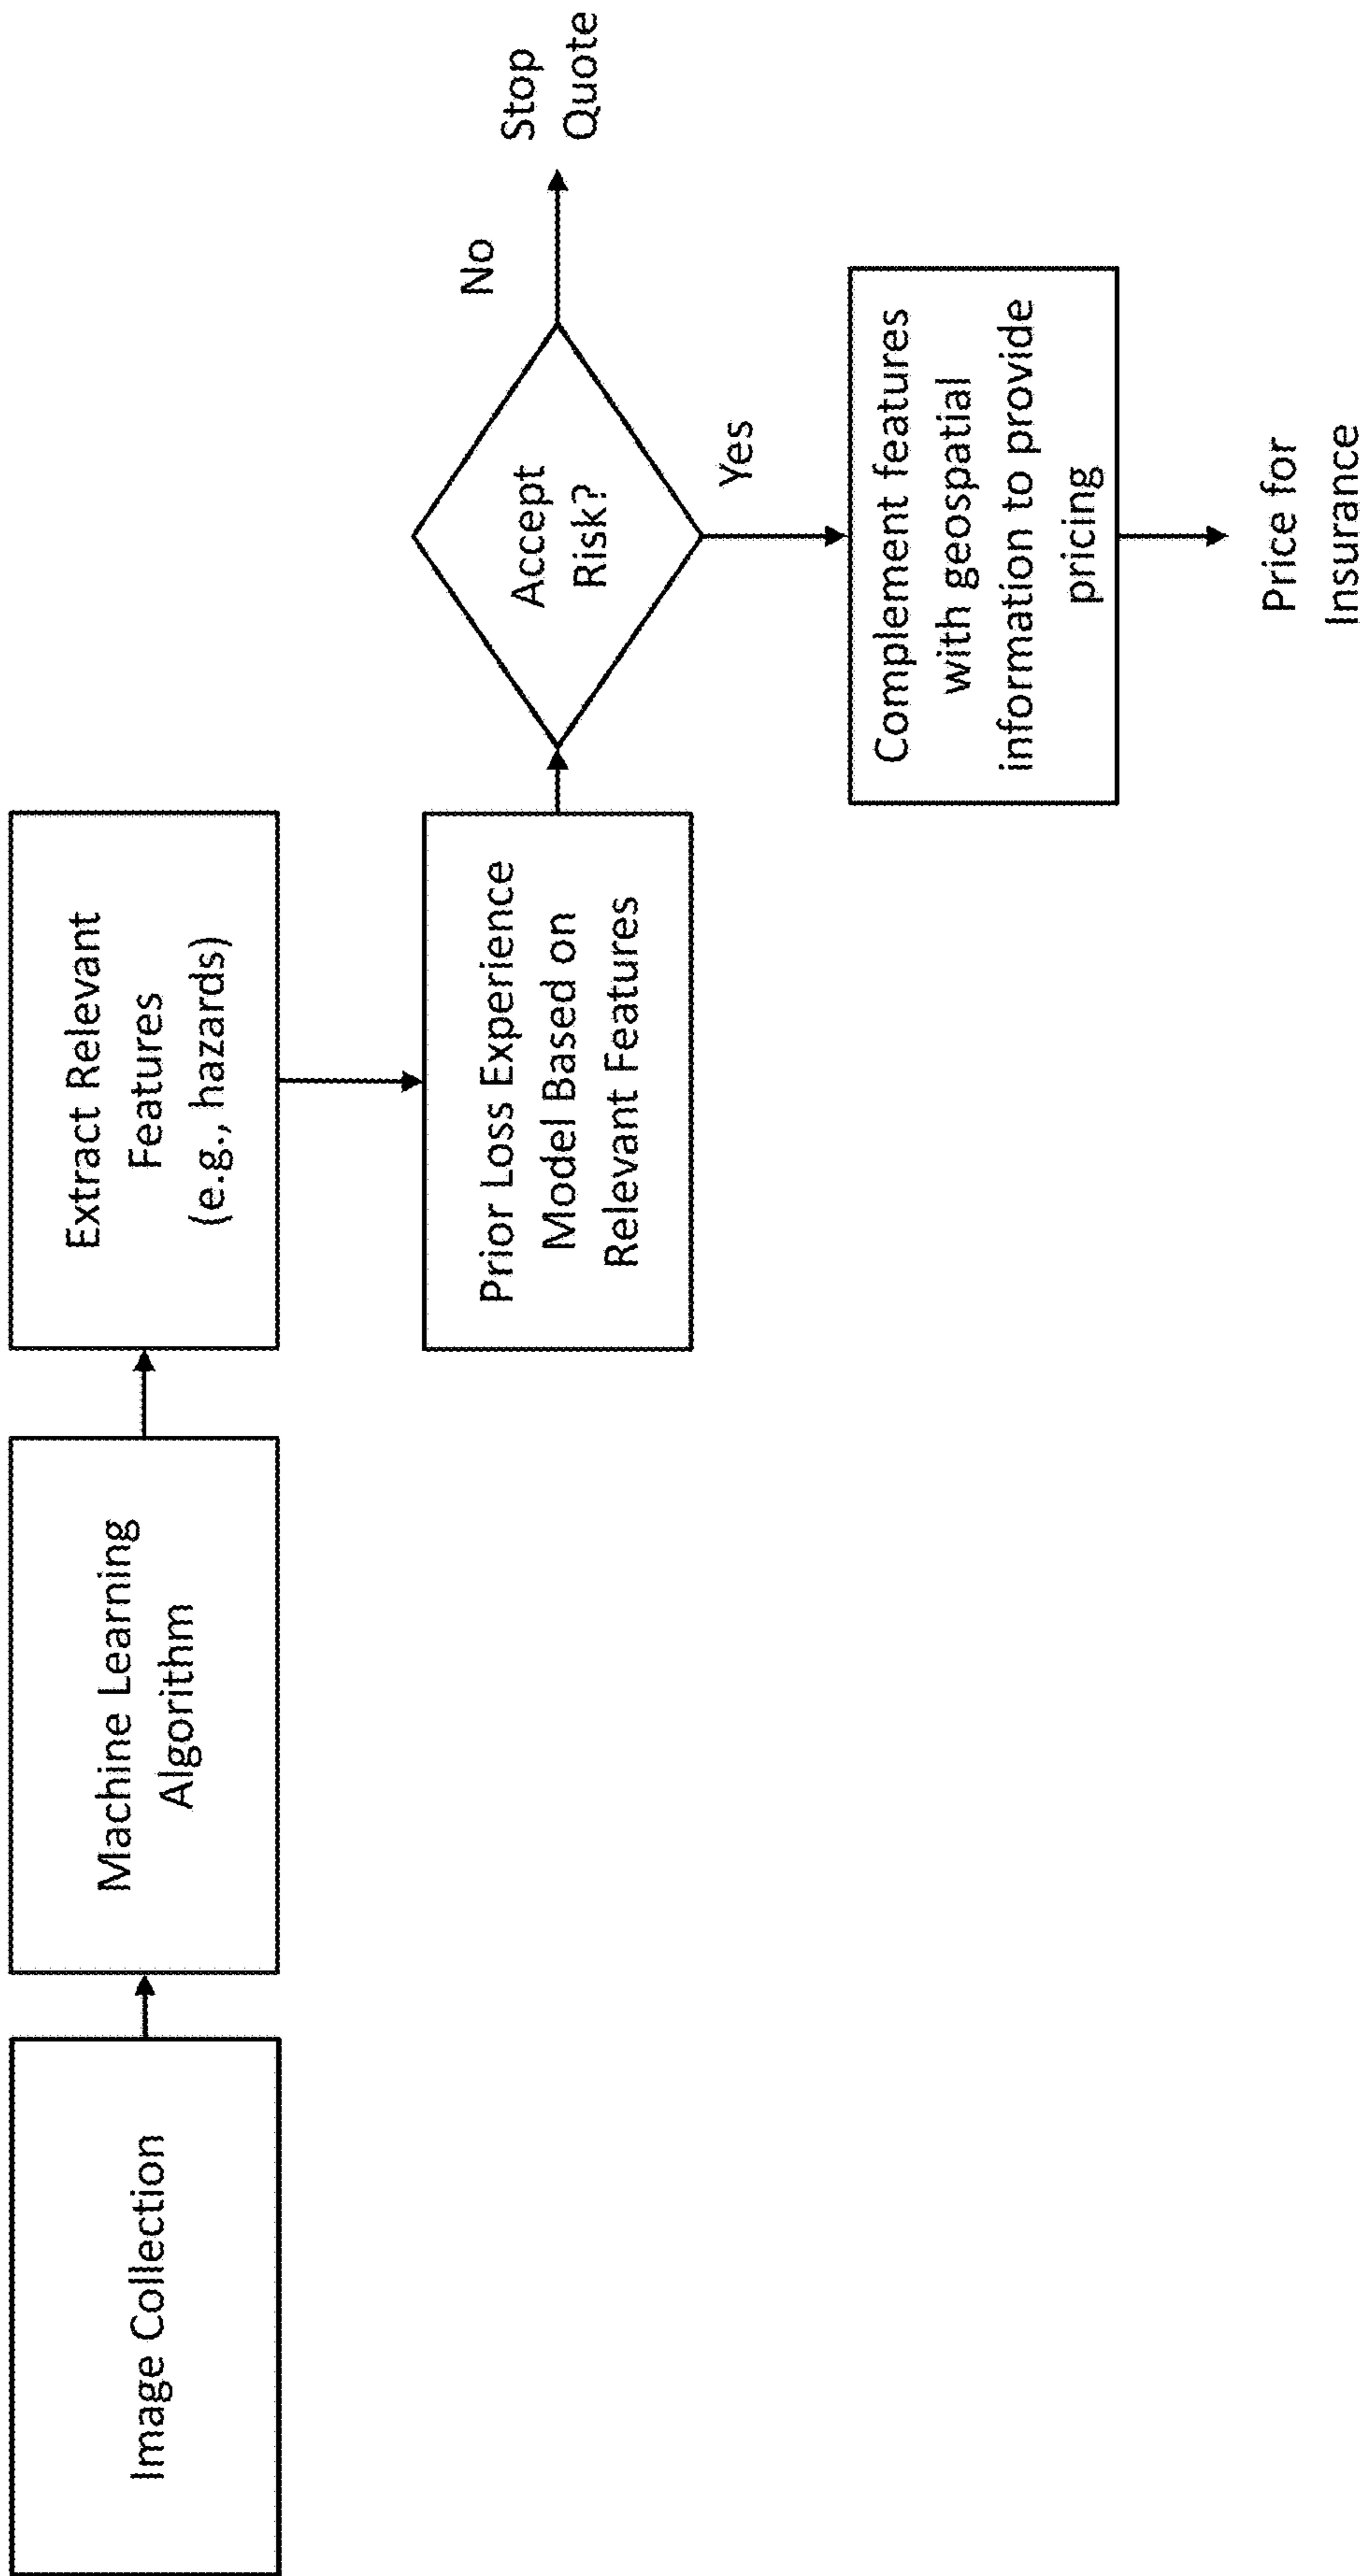 Image Collection
Machine Learning
Algorithm
Extract Relevant
Features
(e.g., hazards)
Prior Loss Experience
Model Based on
Relevant Features
Accept
Risk?
No
Stop
Quote
Yes
Complement features
with geospatial
information to provide
pricing
Price for
Insurance